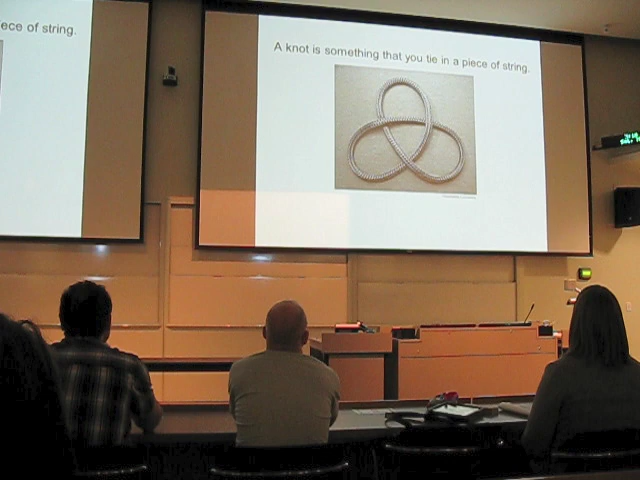 ece of string.
A knot is something that you tie in a piece of string.